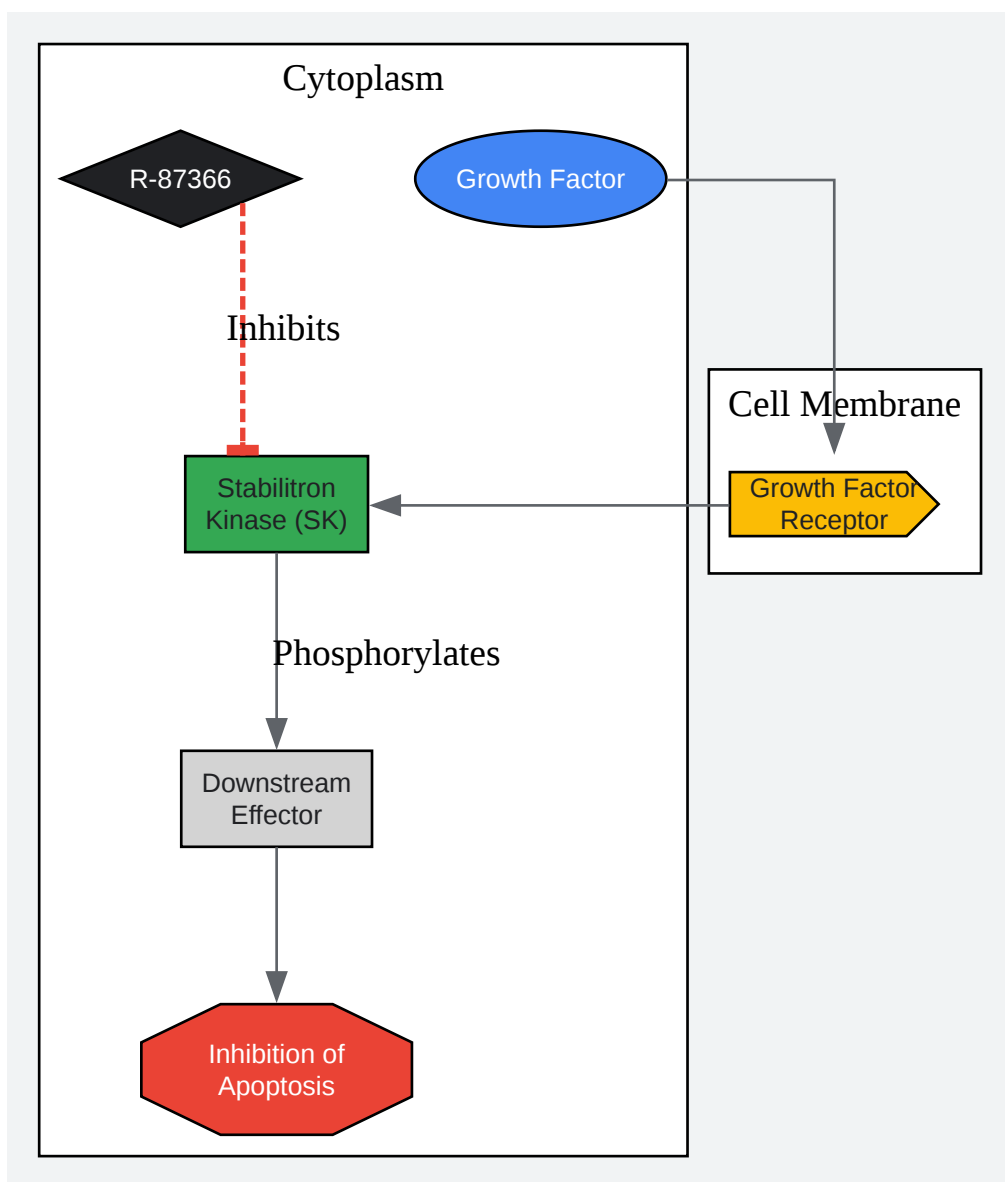 Cytoplasm
R-87366
Growth Factor
Inhibits
Cell Membrane
Stabilitron
Kinase (SK)
Growth Factor
Receptor
Phosphorylates
Downstream
Effector
Inhibition of
Apoptosis